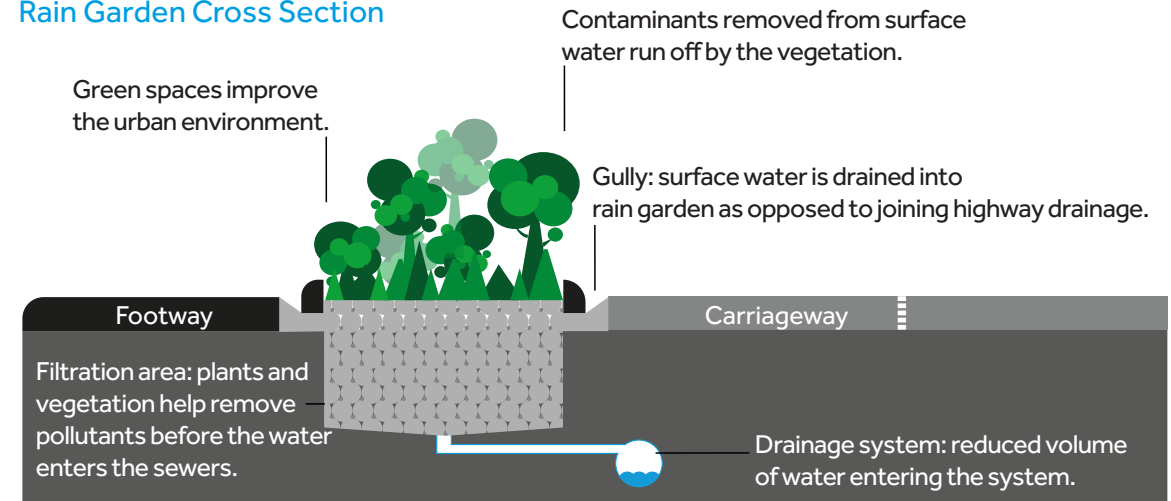 Rain Garden Cross Section
Contaminants removed from surface
water run off by the vegetation.
Green spaces improve
the urban environment.
Gully: surface water is drained into
rain garden as opposed to joining highway drainage.
Footway
Carriageway
Filtration area: plants and
vegetation help remove
pollutants before the water
enters the sewers.
Drainage system: reduced volume
of water entering the system.